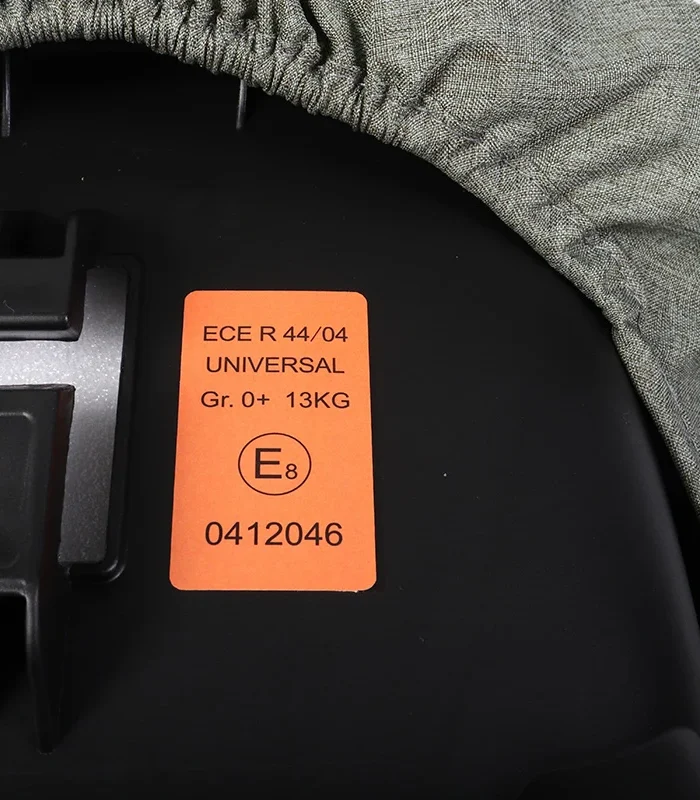 ECE R 44/04
UNIVERSAL
Gr. 0+ 13KG
E8
0412046